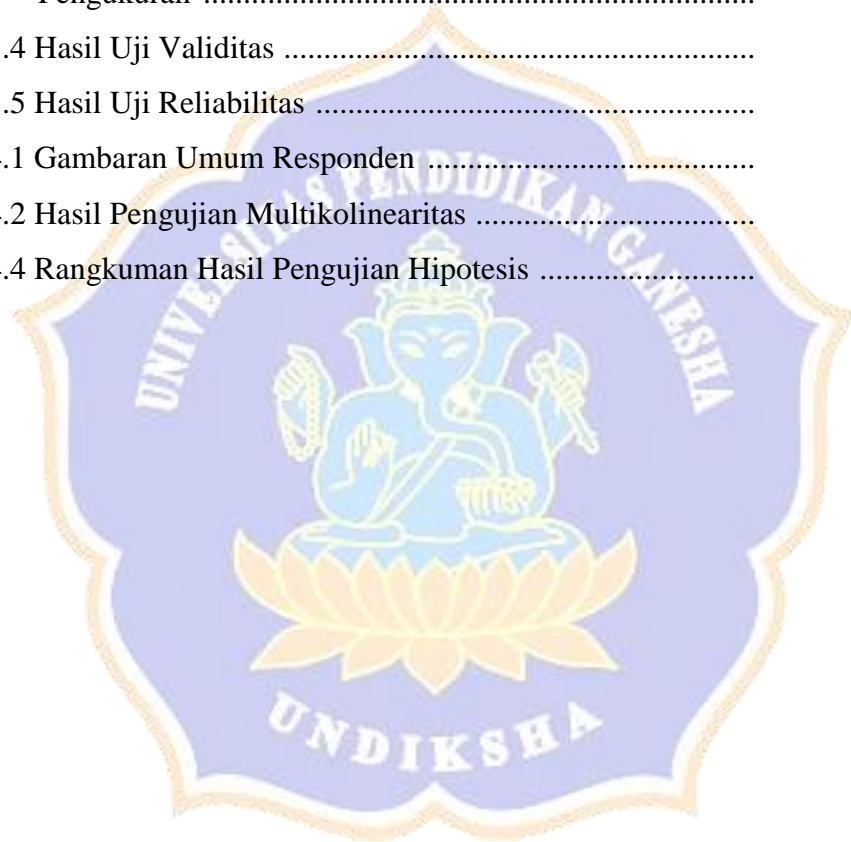 Pengukuran ......................................................................
.4 Hasil Uji Validitas ............................................................
.5 Hasil Uji Reliabilitas ........................................................
.1 Gambaran Umum Responden .........................................
.2 Hasil Pengujian Multikolinearitas ...................................
.4 Rangkuman Hasil Pengujian Hipotesis ...........................
UNIVERSITAS PENDIDIKAN GANESHA
UNDIKSHA